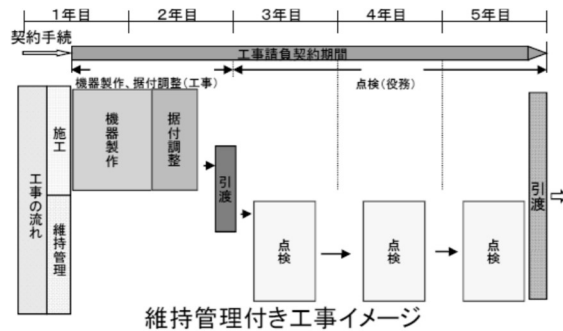 1年目 2年目 3年目 4年目 5年目
契約手続
工事請負契約期間
機器製作、据付調整(工事) 点検(役務)
工事の流れ
施工
維持管理
機器製作
据付調整
引渡
点検
点検
点検
引渡
維持管理付き工事イメージ